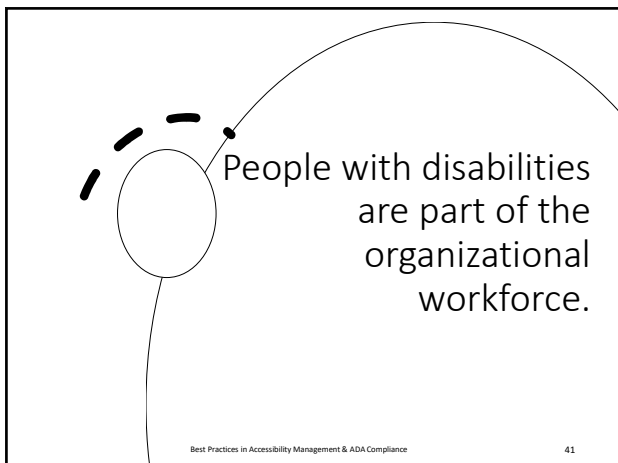 People with disabilities
are part of the
organizational
workforce.
Best Practices in Accessibility Management & ADA Compliance
41